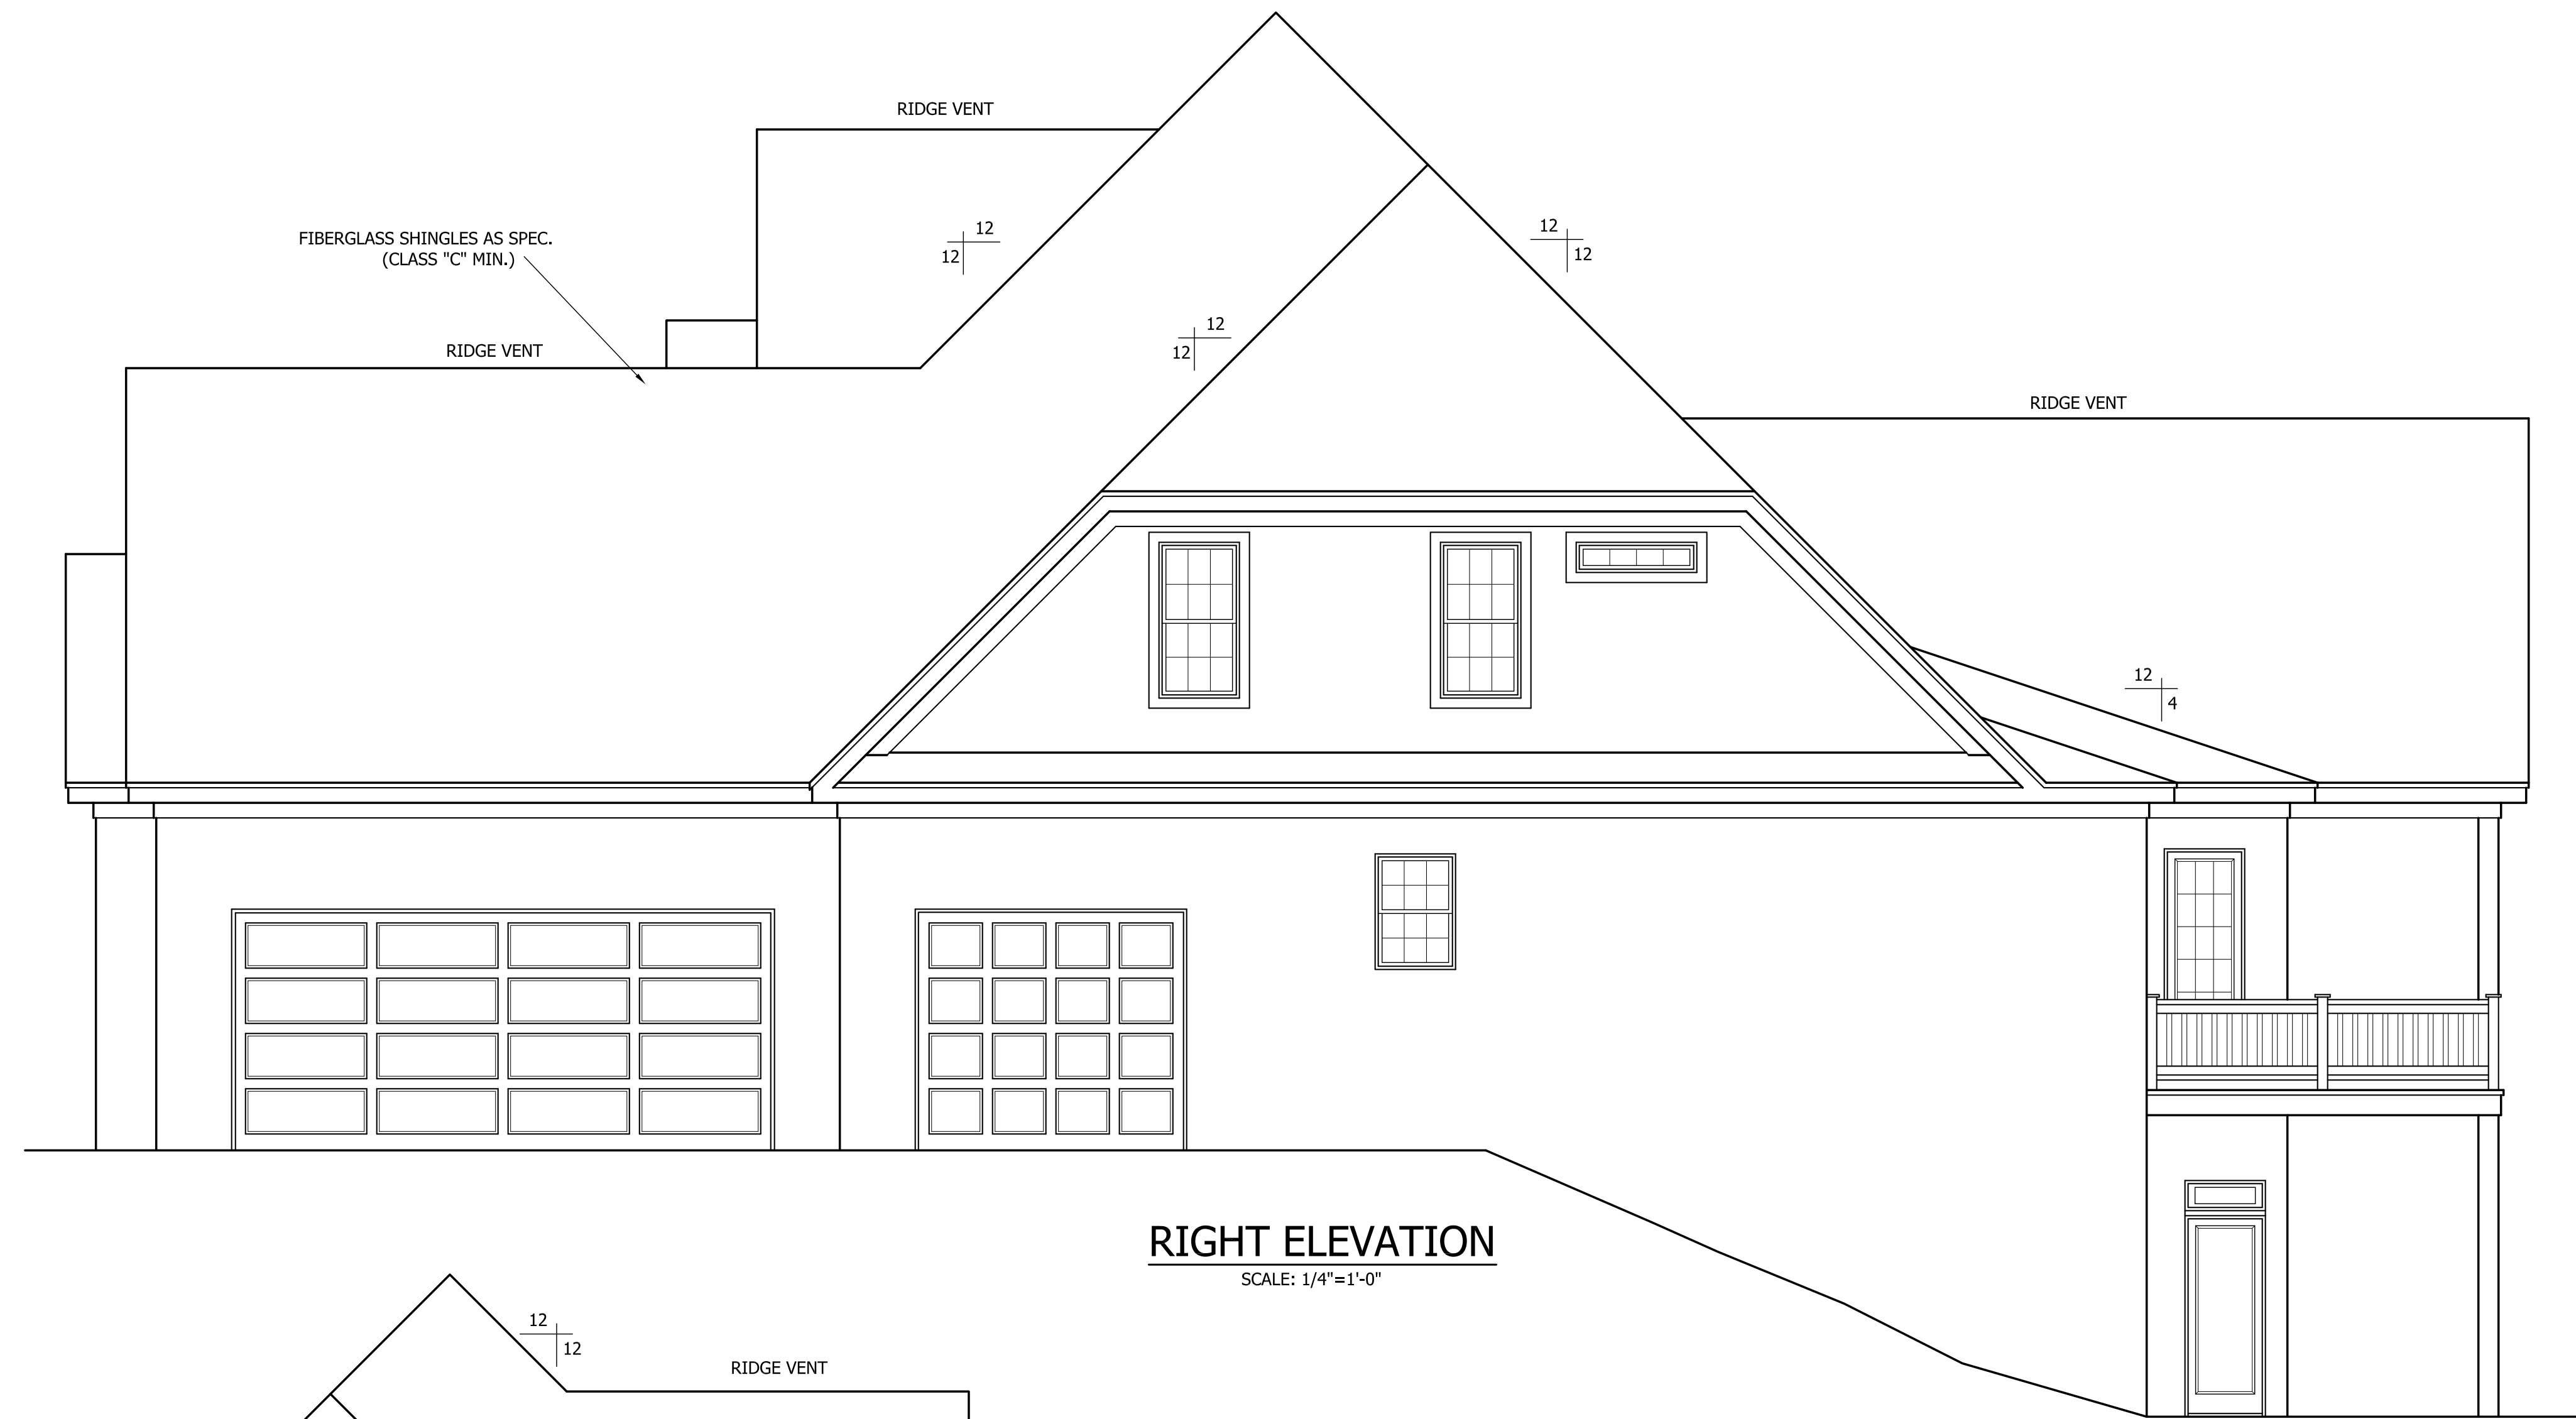 RIDGE VENT
12
12
12
12
FIBERGLASS SHINGLES AS SPEC.
(CLASS "C" MIN.)
12
12
RIDGE VENT
RIDGE VENT
12
4
RIGHT ELEVATION
SCALE: 1/4"=1'-0"
12
12
RIDGE VENT